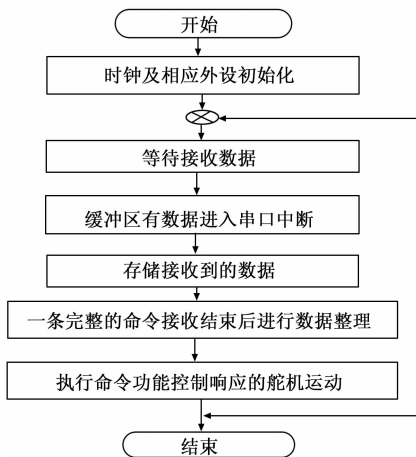 开始
时钟及相应外设初始化
等待接收数据
缓冲区有数据进入串口中断
存储接收到的数据
一条完整的命令接收结束后进行数据整理
执行命令功能控制响应的舵机运动
结束